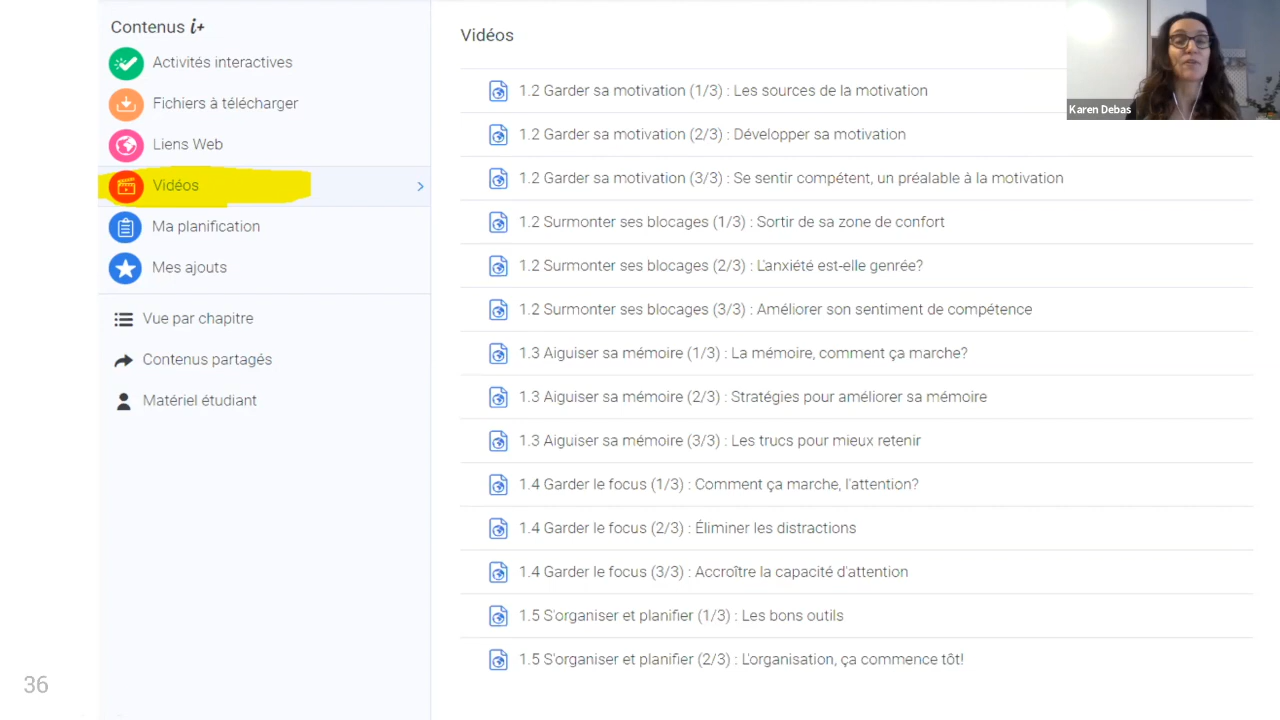 Contenus i+
Activités interactives
Fichiers à télécharger
Liens Web
Vidéos
Ma planification
Mes ajouts
Vue par chapitre
Contenus partagés
Matériel étudiant
36
Vidéos
1.2 Garder sa motivation (1/3) : Les sources de la motivation
1.2 Garder sa motivation (2/3) : Développer sa motivation
1.2 Garder sa motivation (3/3) : Se sentir compétent, un préalable à la motivation
1.2 Surmonter ses blocages (1/3) : Sortir de sa zone de confort
1.2 Surmonter ses blocages (2/3) : L'anxiété est-elle genrée?
1.2 Surmonter ses blocages (3/3) : Améliorer son sentiment de compétence
1.3 Aiguiser sa mémoire (1/3) : La mémoire, comment ça marche?
1.3 Aiguiser sa mémoire (2/3) : Stratégies pour améliorer sa mémoire
1.3 Aiguiser sa mémoire (3/3) : Les trucs pour mieux retenir
1.4 Garder le focus (1/3) : Comment ça marche, l'attention?
1.4 Garder le focus (2/3) : Éliminer les distractions
1.4 Garder le focus (3/3) : Accroître la capacité d'attention
1.5 S'organiser et planifier (1/3) : Les bons outils
1.5 S'organiser et planifier (2/3) : L'organisation, ça commence tôt!
Karen Debas